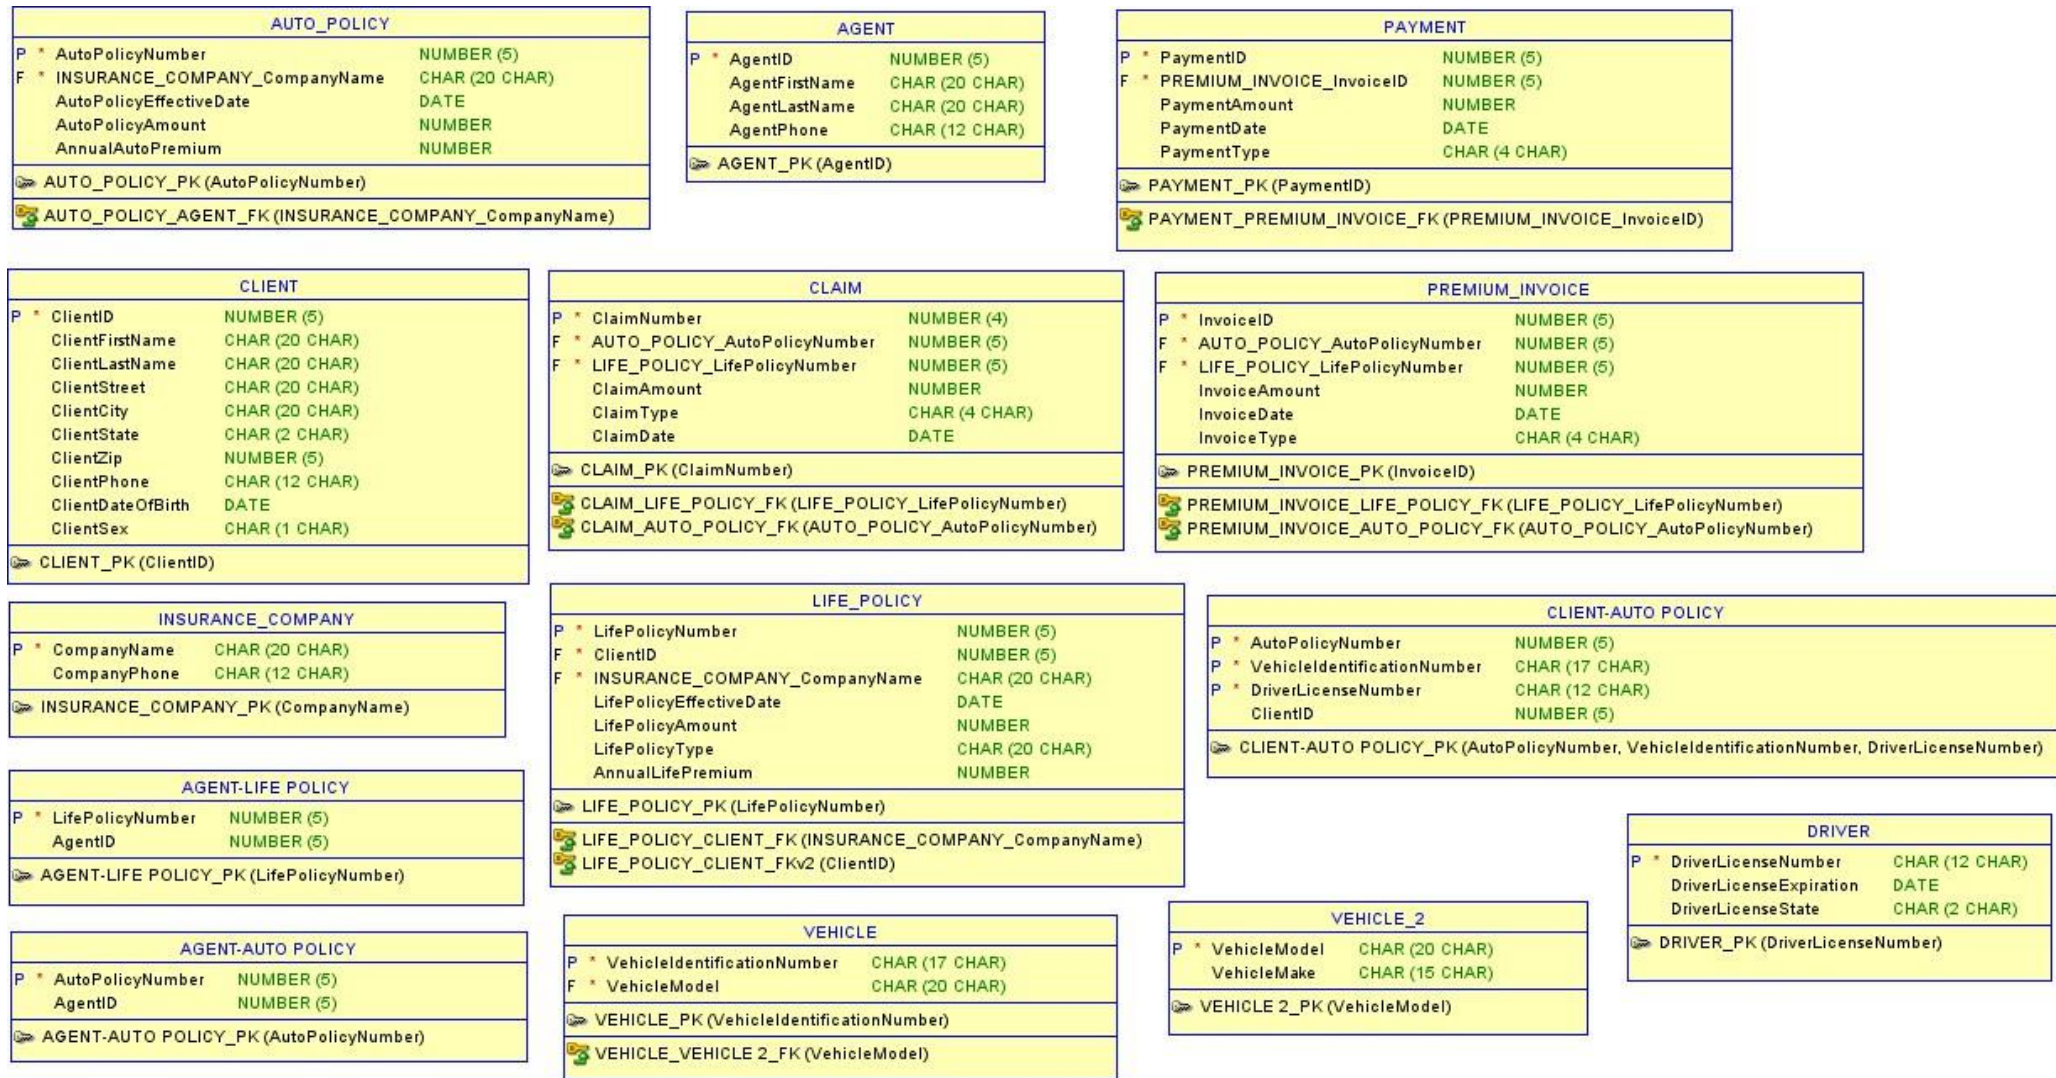 AUTO_POLICY
P * AutoPolicyNumber NUMBER (5)
F * INSURANCE_COMPANY_CompanyName CHAR (20 CHAR)
AutoPolicyEffectiveDate DATE
AutoPolicyAmount NUMBER
AnnualAutoPremium NUMBER
AUTO_POLICY_PK (AutoPolicyNumber)
AUTO_POLICY_AGENT_FK (INSURANCE_COMPANY_CompanyName)
AGENT
P * AgentID NUMBER (5)
AgentFirstName CHAR (20 CHAR)
AgentLastName CHAR (20 CHAR)
AgentPhone CHAR (12 CHAR)
AGENT_PK (AgentID)
PAYMENT
P * PaymentID NUMBER (5)
F * PREMIUM_INVOICE_InvoiceID NUMBER (5)
PaymentAmount NUMBER
PaymentDate DATE
PaymentType CHAR (4 CHAR)
PAYMENT_PK (PaymentID)
PAYMENT_PREMIUM_INVOICE_FK (PREMIUM_INVOICE_InvoiceID)
CLIENT
P * ClientID NUMBER (5)
ClientFirstName CHAR (20 CHAR)
ClientLastName CHAR (20 CHAR)
ClientStreet CHAR (20 CHAR)
ClientCity CHAR (20 CHAR)
ClientState CHAR (2 CHAR)
ClientZip NUMBER (5)
ClientPhone CHAR (12 CHAR)
ClientDateOfBirth DATE
ClientSex CHAR (1 CHAR)
CLIENT_PK (ClientID)
CLAIM
P * ClaimNumber NUMBER (4)
F * AUTO_POLICY_AutoPolicyNumber NUMBER (5)
F * LIFE_POLICY_LifePolicyNumber NUMBER (5)
ClaimAmount NUMBER
ClaimType CHAR (4 CHAR)
ClaimDate DATE
CLAIM_PK (ClaimNumber)
CLAIM_LIFE_POLICY_FK (LIFE_POLICY_LifePolicyNumber)
CLAIM_AUTO_POLICY_FK (AUTO_POLICY_AutoPolicyNumber)
PREMIUM_INVOICE
P * InvoiceID NUMBER (5)
F * AUTO_POLICY_AutoPolicyNumber NUMBER (5)
F * LIFE_POLICY_LifePolicyNumber NUMBER (5)
InvoiceAmount NUMBER
InvoiceDate DATE
InvoiceType CHAR (4 CHAR)
PREMIUM_INVOICE_PK (InvoiceID)
PREMIUM_INVOICE_LIFE_POLICY_FK (LIFE_POLICY_LifePolicyNumber)
PREMIUM_INVOICE_AUTO_POLICY_FK (AUTO_POLICY_AutoPolicyNumber)
INSURANCE_COMPANY
P * CompanyName CHAR (20 CHAR)
CompanyPhone CHAR (12 CHAR)
INSURANCE_COMPANY_PK (CompanyName)
LIFE_POLICY
P * LifePolicyNumber NUMBER (5)
F * ClientID NUMBER (5)
F * INSURANCE_COMPANY_CompanyName CHAR (20 CHAR)
LifePolicyEffectiveDate DATE
LifePolicyAmount NUMBER
LifePolicyType CHAR (20 CHAR)
AnnualLifePremium NUMBER
LIFE_POLICY_PK (LifePolicyNumber)
LIFE_POLICY_CLIENT_FK (INSURANCE_COMPANY_CompanyName)
LIFE_POLICY_CLIENT_FKv2 (ClientID)
CLIENT-AUTO POLICY
P * AutoPolicyNumber NUMBER (5)
P * VehicleIdentificationNumber CHAR (17 CHAR)
P * DriverLicenseNumber CHAR (12 CHAR)
ClientID NUMBER (5)
CLIENT-AUTO POLICY_PK (AutoPolicyNumber, VehicleIdentificationNumber, DriverLicenseNumber)
AGENT-LIFE POLICY
P * LifePolicyNumber NUMBER (5)
AgentID NUMBER (5)
AGENT-LIFE POLICY_PK (LifePolicyNumber)
DRIVER
P * DriverLicenseNumber CHAR (12 CHAR)
DriverLicenseExpiration DATE
DriverLicenseState CHAR (2 CHAR)
DRIVER_PK (DriverLicenseNumber)
AGENT-AUTO POLICY
P * AutoPolicyNumber NUMBER (5)
AgentID NUMBER (5)
AGENT-AUTO POLICY_PK (AutoPolicyNumber)
VEHICLE
P * VehicleIdentificationNumber CHAR (17 CHAR)
F * VehicleModel CHAR (20 CHAR)
VEHICLE_PK (VehicleIdentificationNumber)
VEHICLE_VEHICLE 2_FK (VehicleModel)
VEHICLE_2
P * VehicleModel CHAR (20 CHAR)
VehicleMake CHAR (15 CHAR)
VEHICLE 2_PK (VehicleModel)